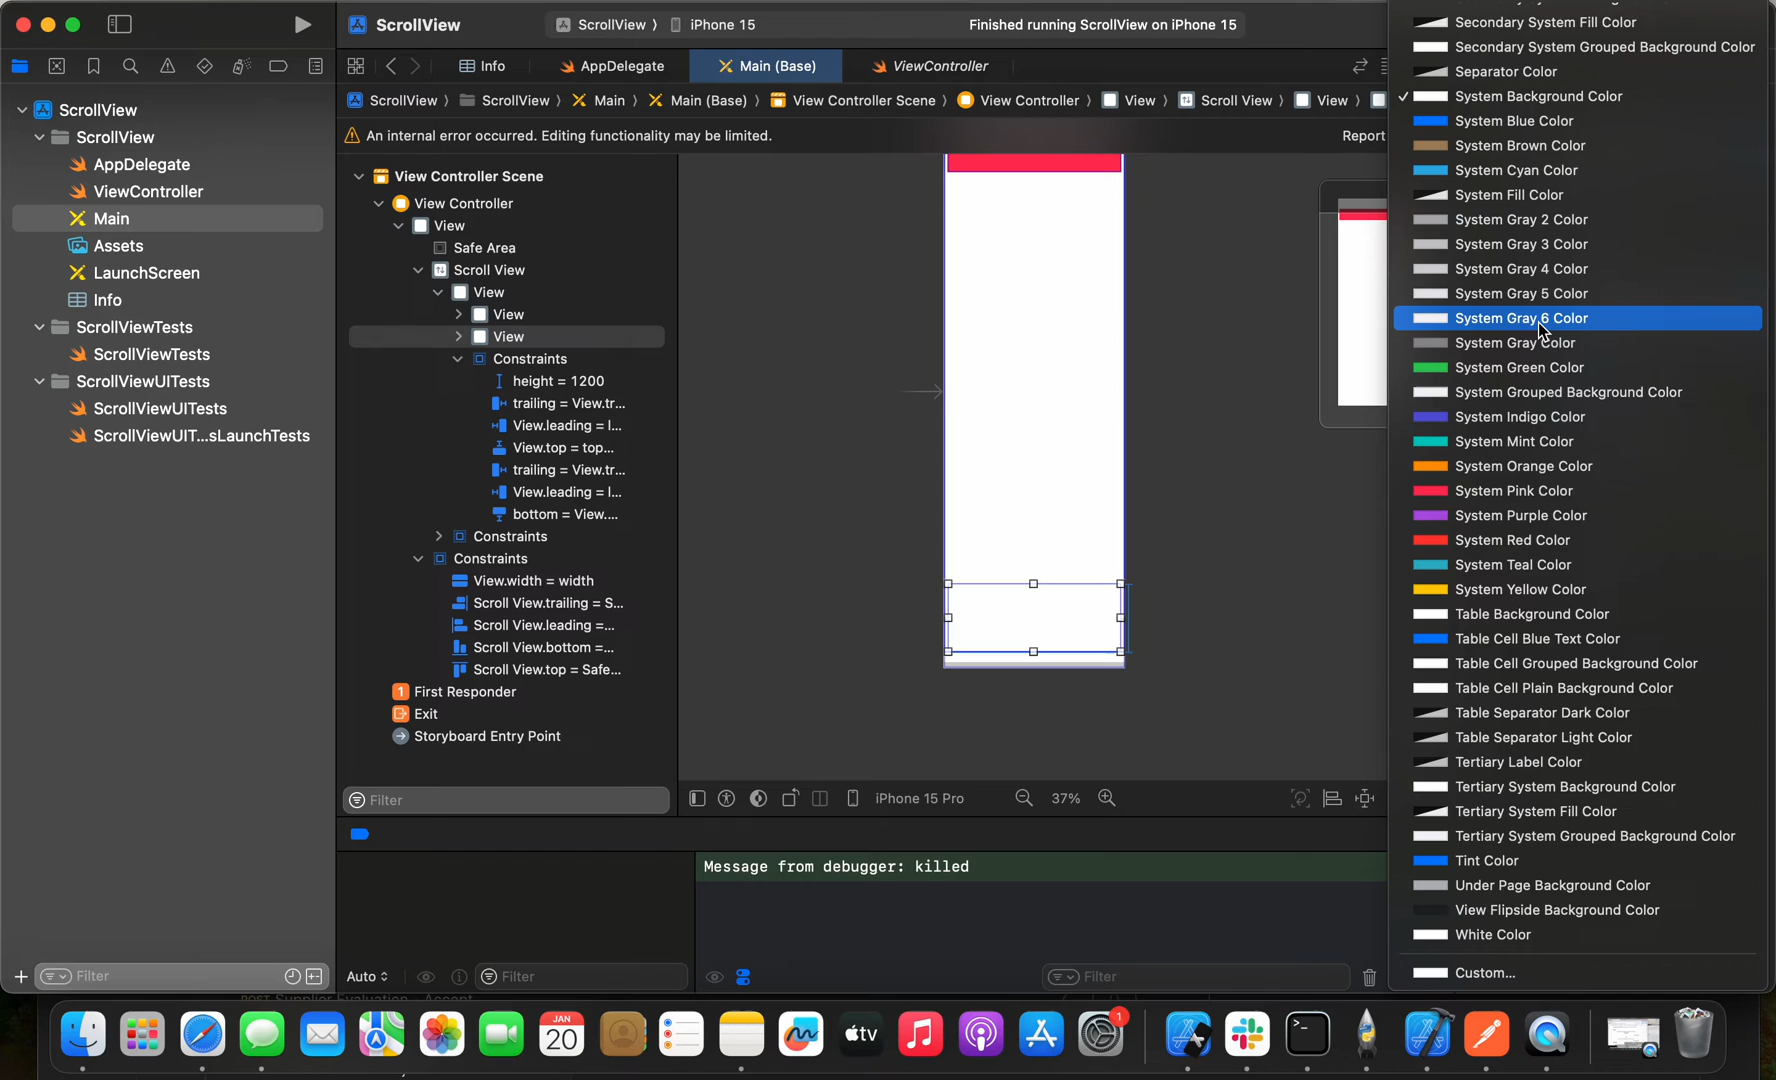 ScrollView
ScrollView 〉 iPhone 15
Finished running ScrollView on iPhone 15
Info
AppDelegate
Main (Base)
ViewController
ScrollView 〉 ScrollView 〉 Main 〉 Main (Base) 〉 View Controller Scene 〉 View Controller 〉 View 〉 Scroll View 〉 View 〉
An internal error occurred. Editing functionality may be limited.
Report
ScrollView
ScrollView
AppDelegate
ViewController
Main
Assets
LaunchScreen
Info
ScrollViewTests
ScrollViewTests
ScrollViewUITests
ScrollViewUITests
ScrollViewUIT...sLaunchTests
Filter
View Controller Scene
View Controller
View
Safe Area
Scroll View
View
View
View
Constraints
height = 1200
trailing = View.tr...
View.leading = l...
View.top = top...
trailing = View.tr...
View.leading = l...
bottom = View....
Constraints
Constraints
View.width = width
Scroll View.trailing = S...
Scroll View.leading =...
Scroll View.bottom =...
Scroll View.top = Safe...
First Responder
Exit
Storyboard Entry Point
Filter
iPhone 15 Pro
37%
Message from debugger: killed
Auto
Filter
Filter
Secondary System Fill Color
Secondary System Grouped Background Color
Separator Color
✓ System Background Color
System Blue Color
System Brown Color
System Cyan Color
System Fill Color
System Gray 2 Color
System Gray 3 Color
System Gray 4 Color
System Gray 5 Color
System Gray 6 Color
System Gray Color
System Green Color
System Grouped Background Color
System Indigo Color
System Mint Color
System Orange Color
System Pink Color
System Purple Color
System Red Color
System Teal Color
System Yellow Color
Table Background Color
Table Cell Blue Text Color
Table Cell Grouped Background Color
Table Cell Plain Background Color
Table Separator Dark Color
Table Separator Light Color
Tertiary Label Color
Tertiary System Background Color
Tertiary System Fill Color
Tertiary System Grouped Background Color
Tint Color
Under Page Background Color
View Flipside Background Color
White Color
Custom...
JAN
20
tv
1